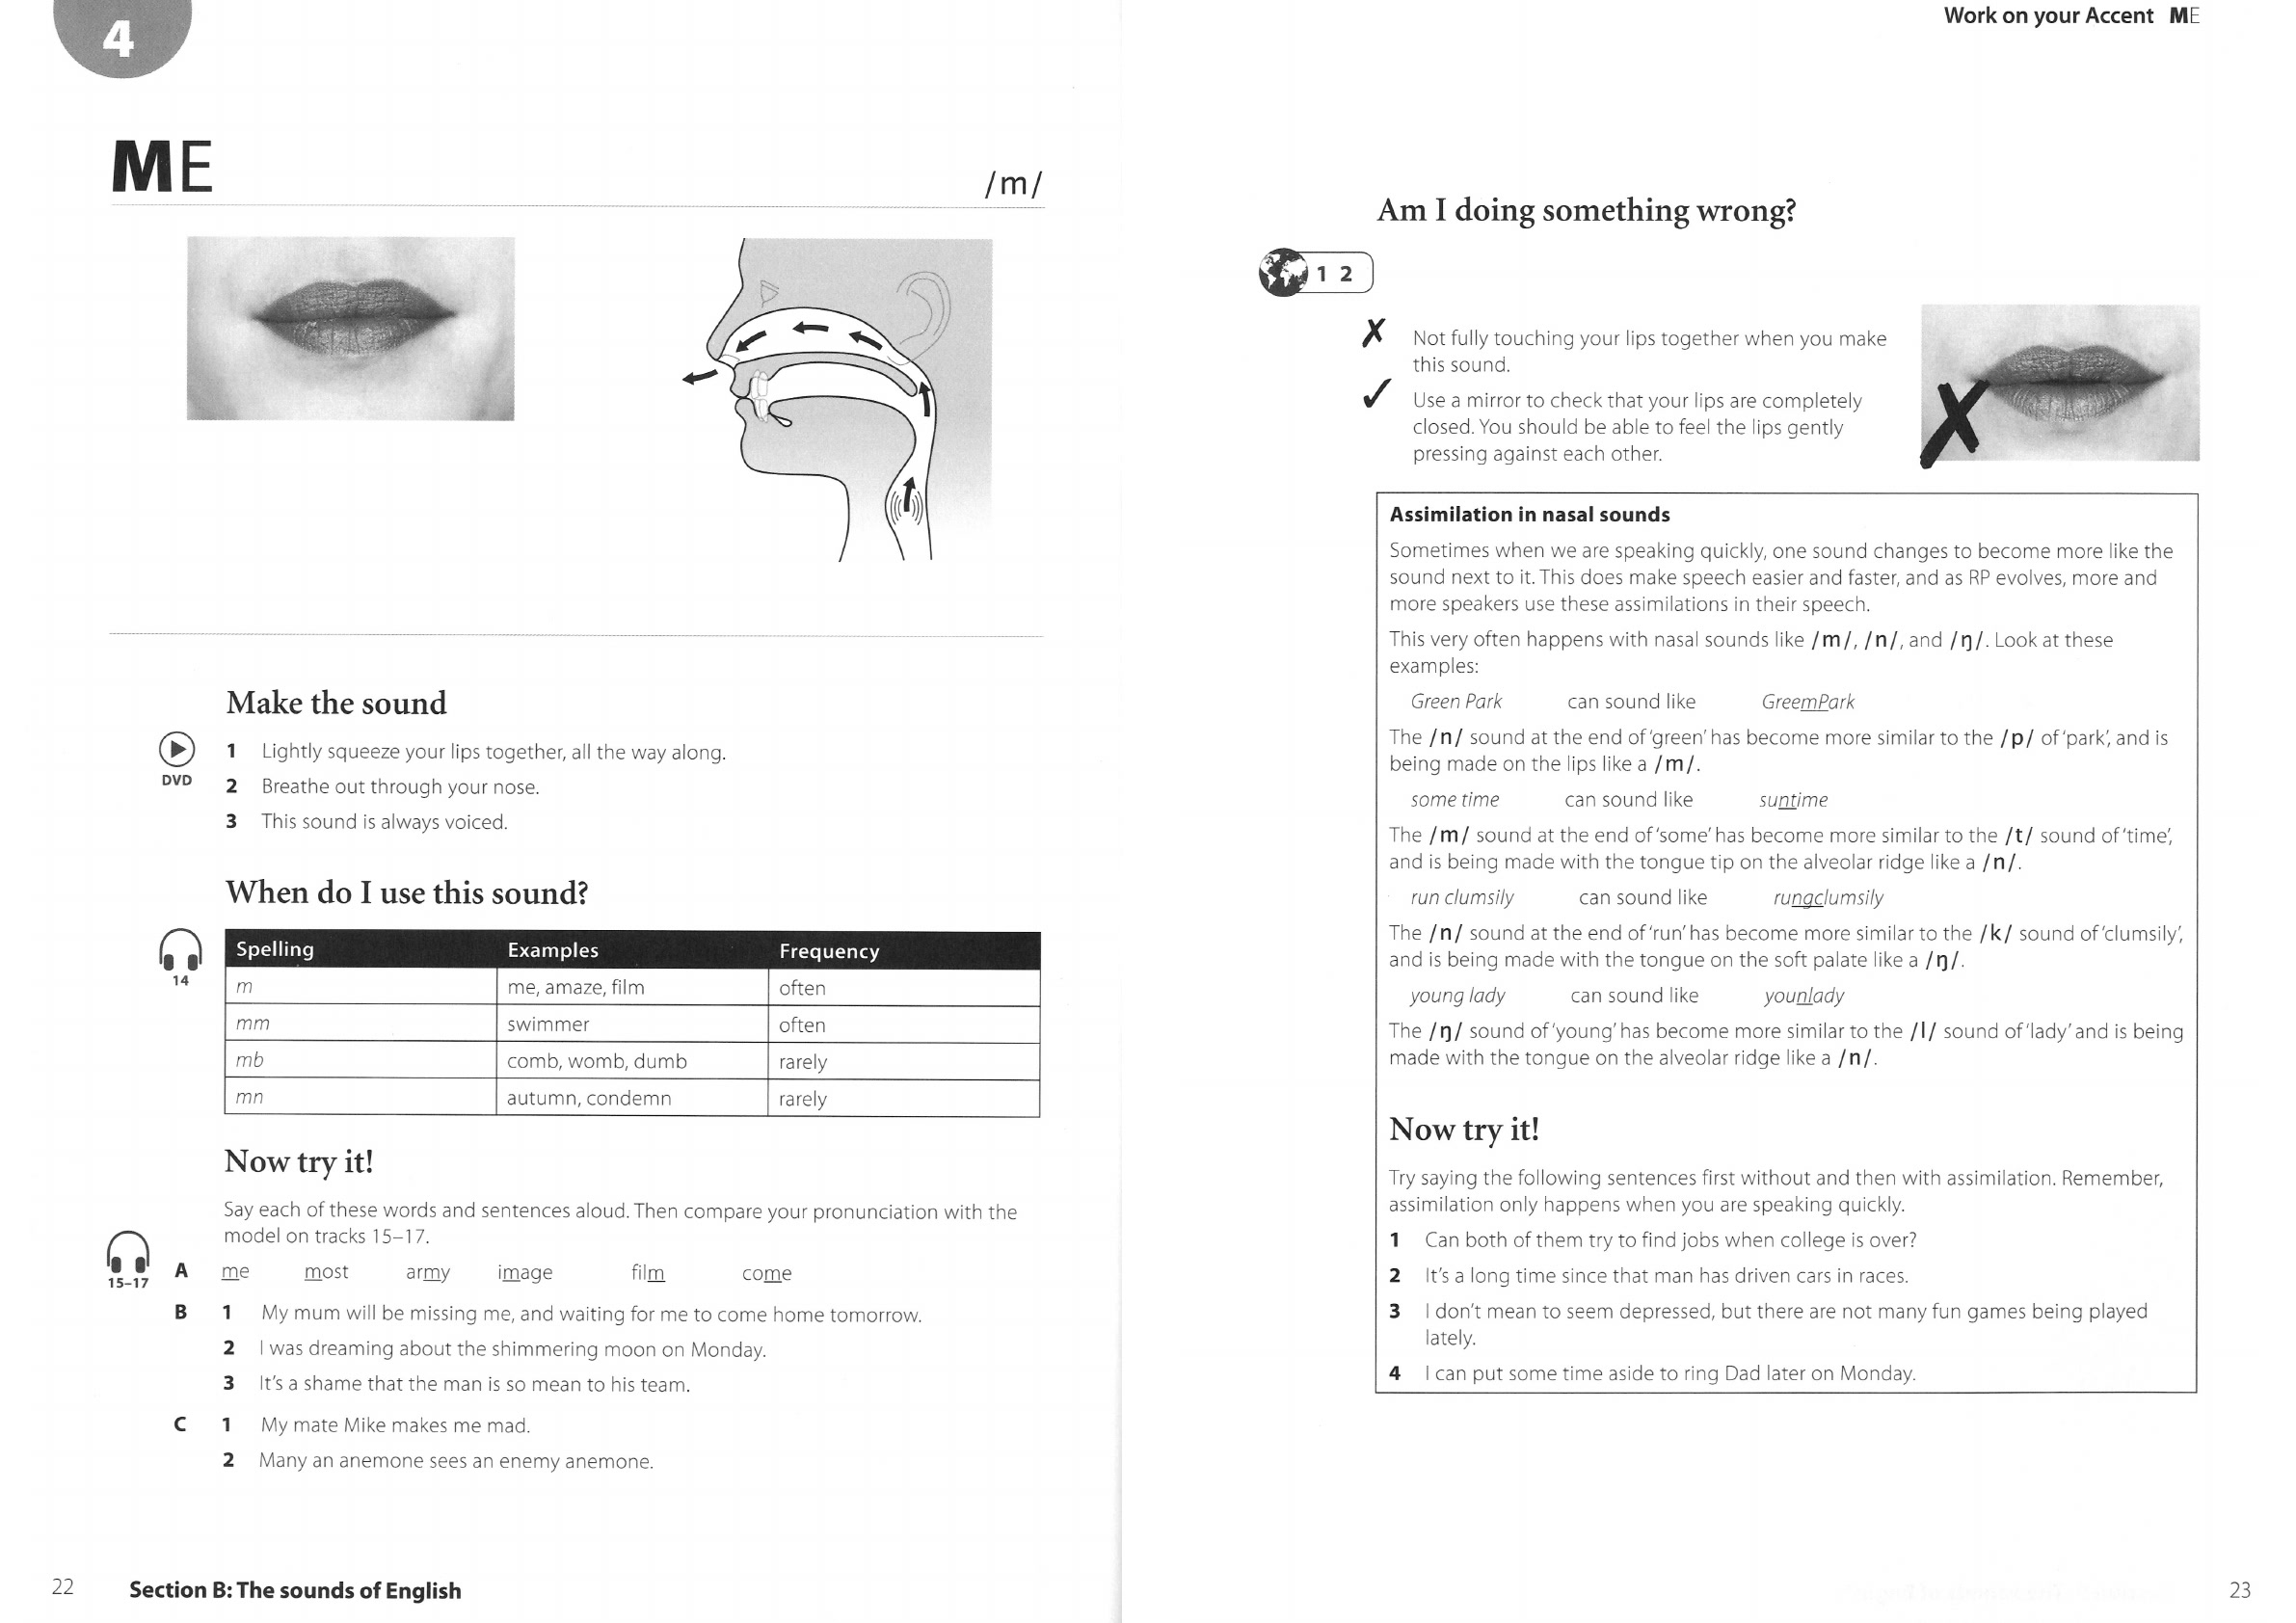 4
ME
/m/
Make the sound
DVD
1 Lightly squeeze your lips together, all the way along.
2 Breathe out through your nose.
3 This sound is always voiced.
When do I use this sound?
14
Spelling Examples Frequency
m me, amaze, film often
mm swimmer often
mb comb, womb, dumb rarely
mn autumn, condemn rarely
Now try it!
Say each of these words and sentences aloud. Then compare your pronunciation with the
model on tracks 15–17.
15–17
A me most army image film come
B 1 My mum will be missing me, and waiting for me to come home tomorrow.
2 I was dreaming about the shimmering moon on Monday.
3 It's a shame that the man is so mean to his team.
C 1 My mate Mike makes me mad.
2 Many an anemone sees an enemy anemone.
22 Section B: The sounds of English
Work on your Accent ME
Am I doing something wrong?
1 2
✗ Not fully touching your lips together when you make
this sound.
✓ Use a mirror to check that your lips are completely
closed. You should be able to feel the lips gently
pressing against each other.
Assimilation in nasal sounds
Sometimes when we are speaking quickly, one sound changes to become more like the
sound next to it. This does make speech easier and faster, and as RP evolves, more and
more speakers use these assimilations in their speech.
This very often happens with nasal sounds like /m/, /n/, and /ŋ/. Look at these
examples:
Green Park can sound like GreemPark
The /n/ sound at the end of 'green' has become more similar to the /p/ of 'park', and is
being made on the lips like a /m/.
some time can sound like suntime
The /m/ sound at the end of 'some' has become more similar to the /t/ sound of 'time',
and is being made with the tongue tip on the alveolar ridge like a /n/.
run clumsily can sound like rungclumsily
The /n/ sound at the end of 'run' has become more similar to the /k/ sound of 'clumsily',
and is being made with the tongue on the soft palate like a /ŋ/.
young lady can sound like younlady
The /ŋ/ sound of 'young' has become more similar to the /l/ sound of 'lady' and is being
made with the tongue on the alveolar ridge like a /n/.
Now try it!
Try saying the following sentences first without and then with assimilation. Remember,
assimilation only happens when you are speaking quickly.
1 Can both of them try to find jobs when college is over?
2 It's a long time since that man has driven cars in races.
3 I don't mean to seem depressed, but there are not many fun games being played
lately.
4 I can put some time aside to ring Dad later on Monday.
23